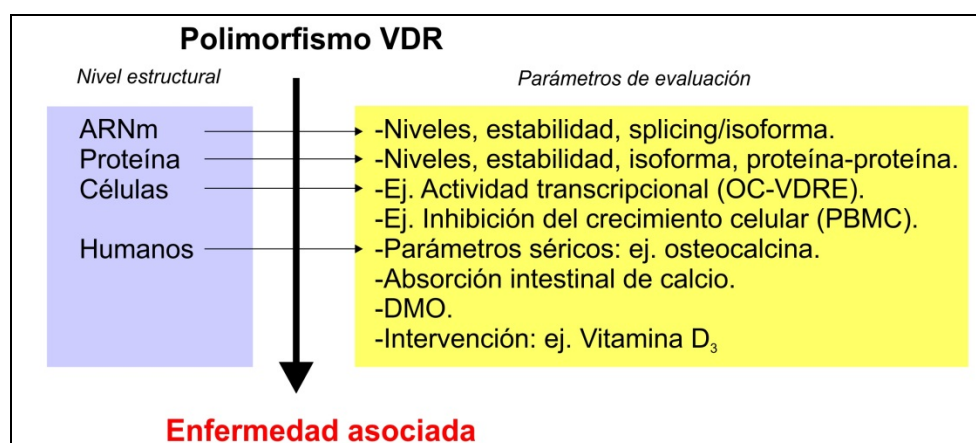 Polimorfismo VDR
Nivel estructural
Parámetros de evaluación
ARNm
-Niveles, estabilidad, splicing/isoforma.
Proteína
-Niveles, estabilidad, isoforma, proteína-proteína.
Células
-Ej. Actividad transcripcional (OC-VDRE).
-Ej. Inhibición del crecimiento celular (PBMC).
Humanos
-Parámetros séricos: ej. osteocalcina.
-Absorción intestinal de calcio.
-DMO.
-Intervención: ej. Vitamina D₃
Enfermedad asociada